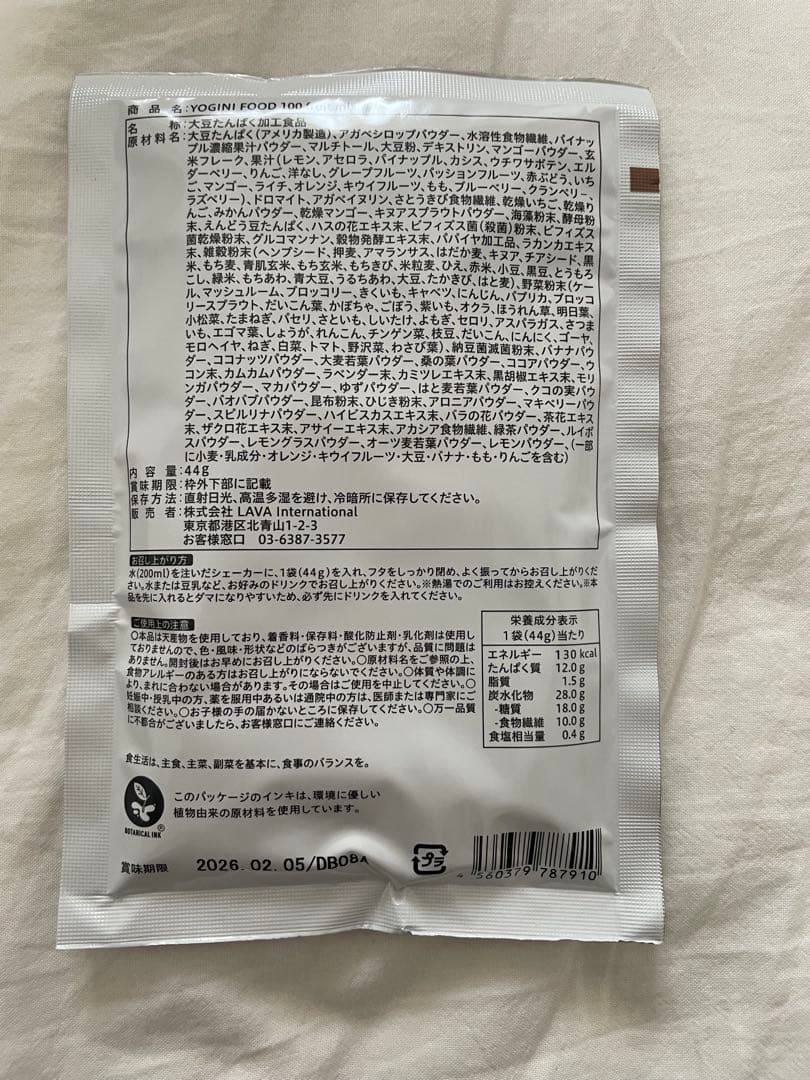 商品名:YOGINI FOOD 100
名称:大豆たんぱく加工食品
原材料名:大豆たんぱく(アメリカ製造)、アガベシロップパウダー、水溶性食物繊維、パイナッ
プル濃縮果汁パウダー、マルチトール、大豆粉、デキストリン、マンゴーパウダー、玄
米フレーク、果汁(レモン、アセロラ、パイナップル、カシス、ウチワサボテン、エル
ダーベリー、りんご、洋なし、グレープフルーツ、パッションフルーツ、赤ぶどう、いち
ご、マンゴー、ライチ、オレンジ、キウイフルーツ、もも、ブルーベリー、クランベリー、
ラズベリー)、ドロマイト、アガベイヌリン、さとうきび食物繊維、乾燥いちご、乾燥り
んご、みかんパウダー、乾燥マンゴー、キヌアスプラウトパウダー、海藻粉末、酵母粉
末、えんどう豆たんぱく、ハスの花エキス末、ビフィズス菌(殺菌)粉末、ビフィズス
菌乾燥粉末、グルコマンナン、穀物発酵エキス末、パパイヤ加工品、ラカンカエキス
末、雑穀粉末(ヘンプシード、押麦、アマランサス、はだか麦、キヌア、チアシード、黒
米、もち麦、青肌玄米、もち玄米、もちきび、米粒麦、ひえ、赤米、小豆、黒豆、とうもろ
こし、緑米、もちあわ、青大豆、うるちあわ、大豆、たかきび、はと麦)、野菜粉末(ケー
ル、マッシュルーム、ブロッコリー、きくいも、キャベツ、にんじん、パプリカ、ブロッコ
リースプラウト、だいこん葉、かぼちゃ、ごぼう、紫いも、オクラ、ほうれん草、明日葉、
小松菜、たまねぎ、パセリ、さといも、しいたけ、よもぎ、セロリ、アスパラガス、さつま
いも、エゴマ葉、しょうが、れんこん、チンゲン菜、枝豆、だいこん、にんにく、ゴーヤ、
モロヘイヤ、ねぎ、白菜、トマト、野沢菜、わさび葉)、納豆菌滅菌粉末、バナナパウ
ダー、ココナッツパウダー、大麦若葉パウダー、桑の葉パウダー、ココアパウダー、ウ
コン末、カムカムパウダー、ラベンダー末、カミツレエキス末、黒胡椒エキス末、モリ
ンガパウダー、マカパウダー、ゆずパウダー、はと麦若葉パウダー、クコの実パウ
ダー、バオバブパウダー、昆布粉末、ひじき粉末、アロニアパウダー、マキベリーパウ
ダー、スピルリナパウダー、ハイビスカスエキス末、バラの花パウダー、茶花エキス
末、ザクロ花エキス末、アサイーエキス末、アカシア食物繊維、緑茶パウダー、ルイボ
スパウダー、レモングラスパウダー、オーツ麦若葉パウダー、レモンパウダー、(一部
に小麦・乳成分・オレンジ・キウイフルーツ・大豆・バナナ・もも・りんごを含む)
内容量:44g
賞味期限:枠外下部に記載
保存方法:直射日光、高温多湿を避け、冷暗所に保存してください。
販売者:株式会社 LAVA International
東京都港区北青山1-2-3
お客様窓口 03-6387-3577
お召し上がり方
水(200ml)を注いだシェーカーに、1袋(44g)を入れ、フタをしっかり閉め、よく振ってからお召し上がりくだ
さい。水または豆乳など、お好みのドリンクでお召し上がりください。※熱湯でのご利用はお控えください。※本
品を先に入れるとダマになりやすいため、必ず先にドリンクを入れてください。
ご使用上の注意
○本品は天産物を使用しており、着香料・保存料・酸化防止剤・乳化剤は使用し
ておりませんので、色・風味・形状などのばらつきがございますが、品質に問題は
ありません。開封後はお早めにお召し上がりください。○原材料名をご参照の上、
食物アレルギーのある方はお召し上がりにならないでください。○体質や体調に
より、まれに合わない場合があります。その場合はご使用を中止してください。○
妊娠中・授乳中の方、薬を服用中あるいは通院中の方は、医師または専門家にご
相談ください。○お子様の手の届かないところに保存してください。○万一品質
に不都合がございましたら、お客様窓口にご連絡ください。
栄養成分表示
1袋(44g)当たり
エネルギー 130 kcal
たんぱく質 12.0 g
脂質 1.5 g
炭水化物 28.0 g
-糖質 18.0 g
-食物繊維 10.0 g
食塩相当量 0.4 g
食生活は、主食、主菜、副菜を基本に、食事のバランスを。
このパッケージのインキは、環境に優しい
植物由来の原材料を使用しています。
BOTANICAL INK®
賞味期限 2026.02.05/DB08A
プラ
4 560379 787910